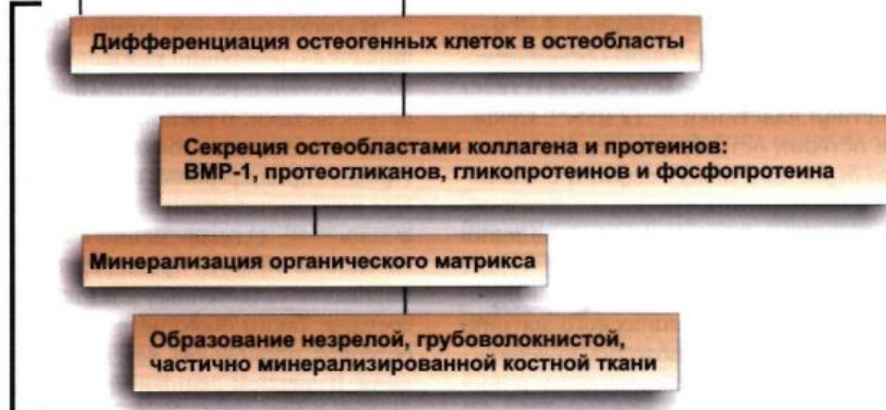 Дифференциация остеогенных клеток в остеобласты
Секреция остеобластами коллагена и протеинов:
BMP-1, протеогликанов, гликопротеинов и фосфопротеина
Минерализация органического матрикса
Образование незрелой, грубоволокнистой,
частично минерализированной костной ткани